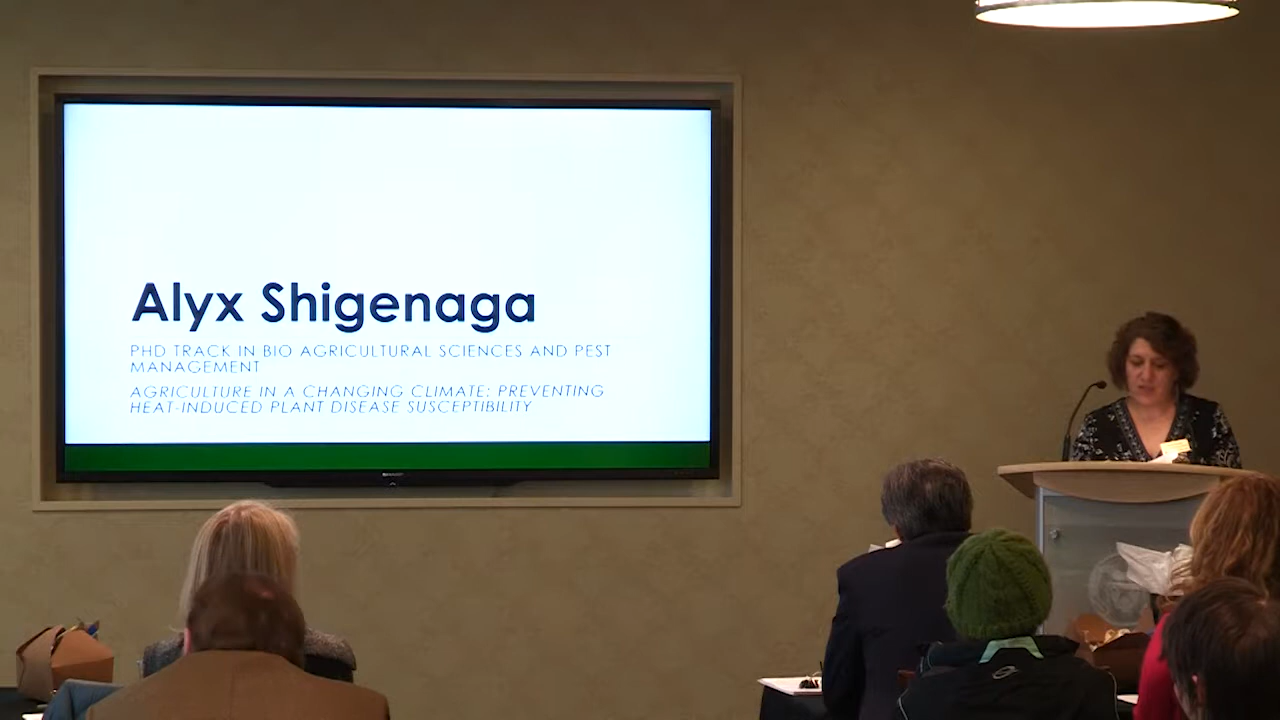 Alyx Shigenaga
PHD TRACK IN BIO AGRICULTURAL SCIENCES AND PEST
MANAGEMENT
AGRICULTURE IN A CHANGING CLIMATE: PREVENTING
HEAT-INDUCED PLANT DISEASE SUSCEPTIBILITY
SHARP